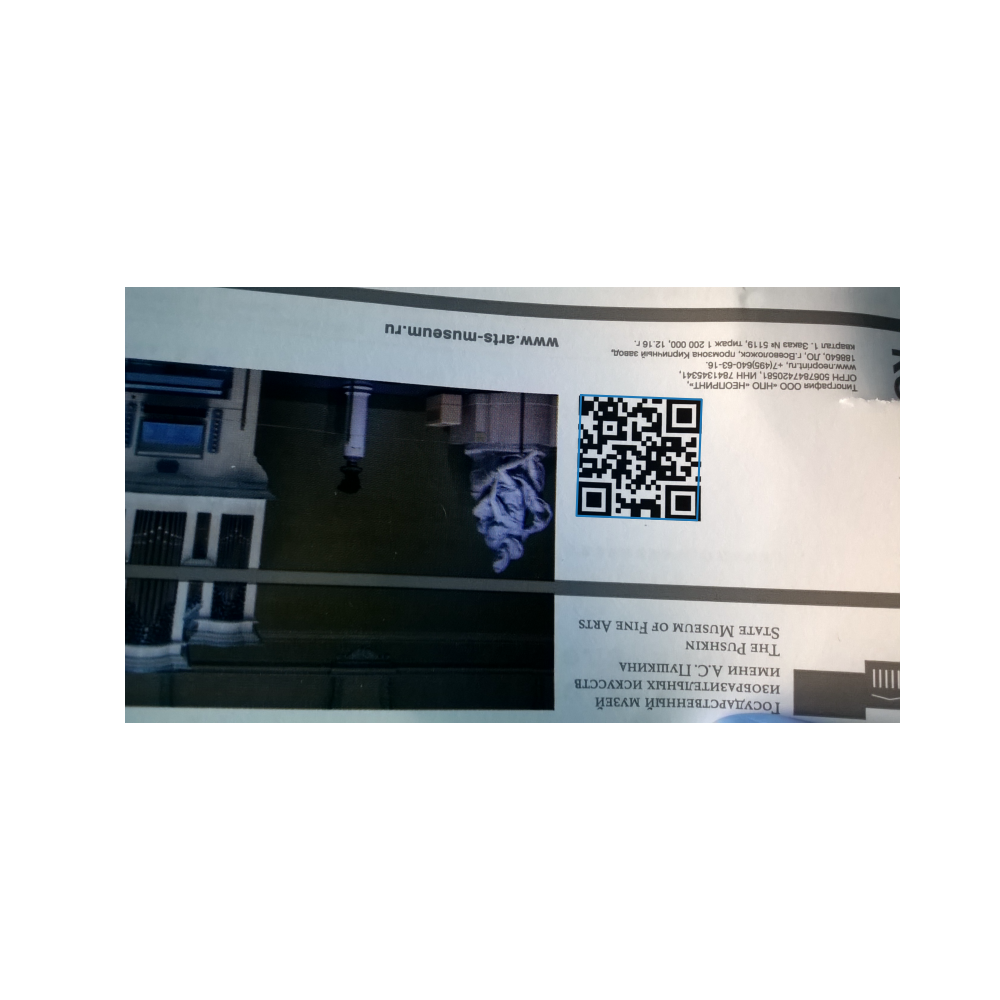 ГОСУДАРСТВЕННЫЙ МУЗЕЙ
ИЗОБРАЗИТЕЛЬНЫХ ИСКУССТВ
ИМЕНИ А.С. ПУШКИНА
THE PUSHKIN
STATE MUSEUM OF FINE ARTS
Типография ООО «НПО «НЕОПРИНТ»,
ОГРН 5067847420581, ИНН 781345341,
www.neoprint.ru, +7(495)640-63-16.
188640, ЛО, г.Всеволожск, промзона Кирпичный завод,
квартал 1. Заказ № 5119, тираж 1 200 000, 12.16 г.
www.arts-museum.ru